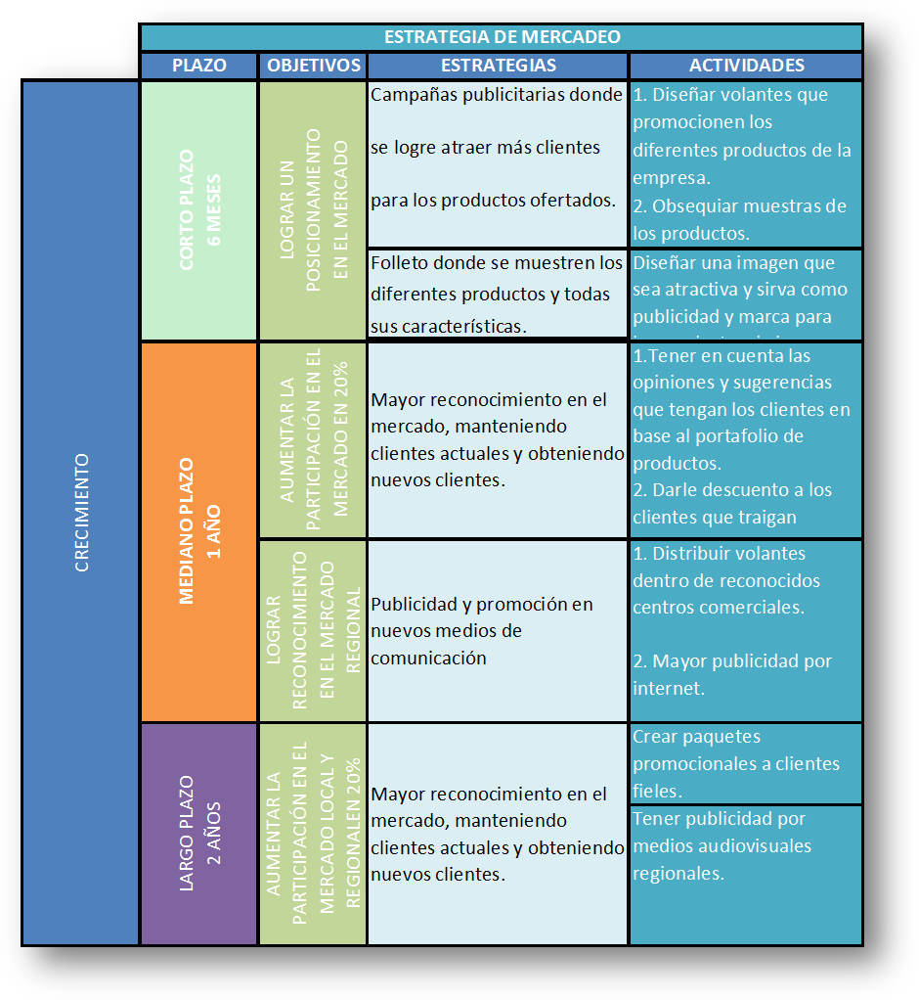 ESTRATEGIA DE MERCADEO
PLAZO
OBJETIVOS
ESTRATEGIAS
ACTIVIDADES
CRECIMIENTO
CORTO PLAZO
6 MESES
LOGRAR UN
POSICIONAMIENTO
EN EL MERCADO
Campañas publicitarias donde
se logre atraer más clientes
para los productos ofertados.
1. Diseñar volantes que
promocionen los
diferentes productos de la
empresa.
2. Obsequiar muestras de
los productos.
Folleto donde se muestren los
diferentes productos y todas
sus características.
Diseñar una imagen que
sea atractiva y sirva como
publicidad y marca para
MEDIANO PLAZO
1 AÑO
AUMENTAR LA
PARTICIPACIÓN EN EL
MERCADO EN 20%
Mayor reconocimiento en el
mercado, manteniendo
clientes actuales y obteniendo
nuevos clientes.
1.Tener en cuenta las
opiniones y sugerencias
que tengan los clientes en
base al portafolio de
productos.
2. Darle descuento a los
clientes que traigan
LOGRAR
RECONOCIMIENTO
EN EL MERCADO
REGIONAL
Publicidad y promoción en
nuevos medios de
comunicación
1. Distribuir volantes
dentro de reconocidos
centros comerciales.
2. Mayor publicidad por
internet.
LARGO PLAZO
2 AÑOS
AUMENTAR LA
PARTICIPACIÓN EN EL
MERCADO LOCAL Y
REGIONALEN 20%
Mayor reconocimiento en el
mercado, manteniendo
clientes actuales y obteniendo
nuevos clientes.
Crear paquetes
promocionales a clientes
fieles.
Tener publicidad por
medios audiovisuales
regionales.